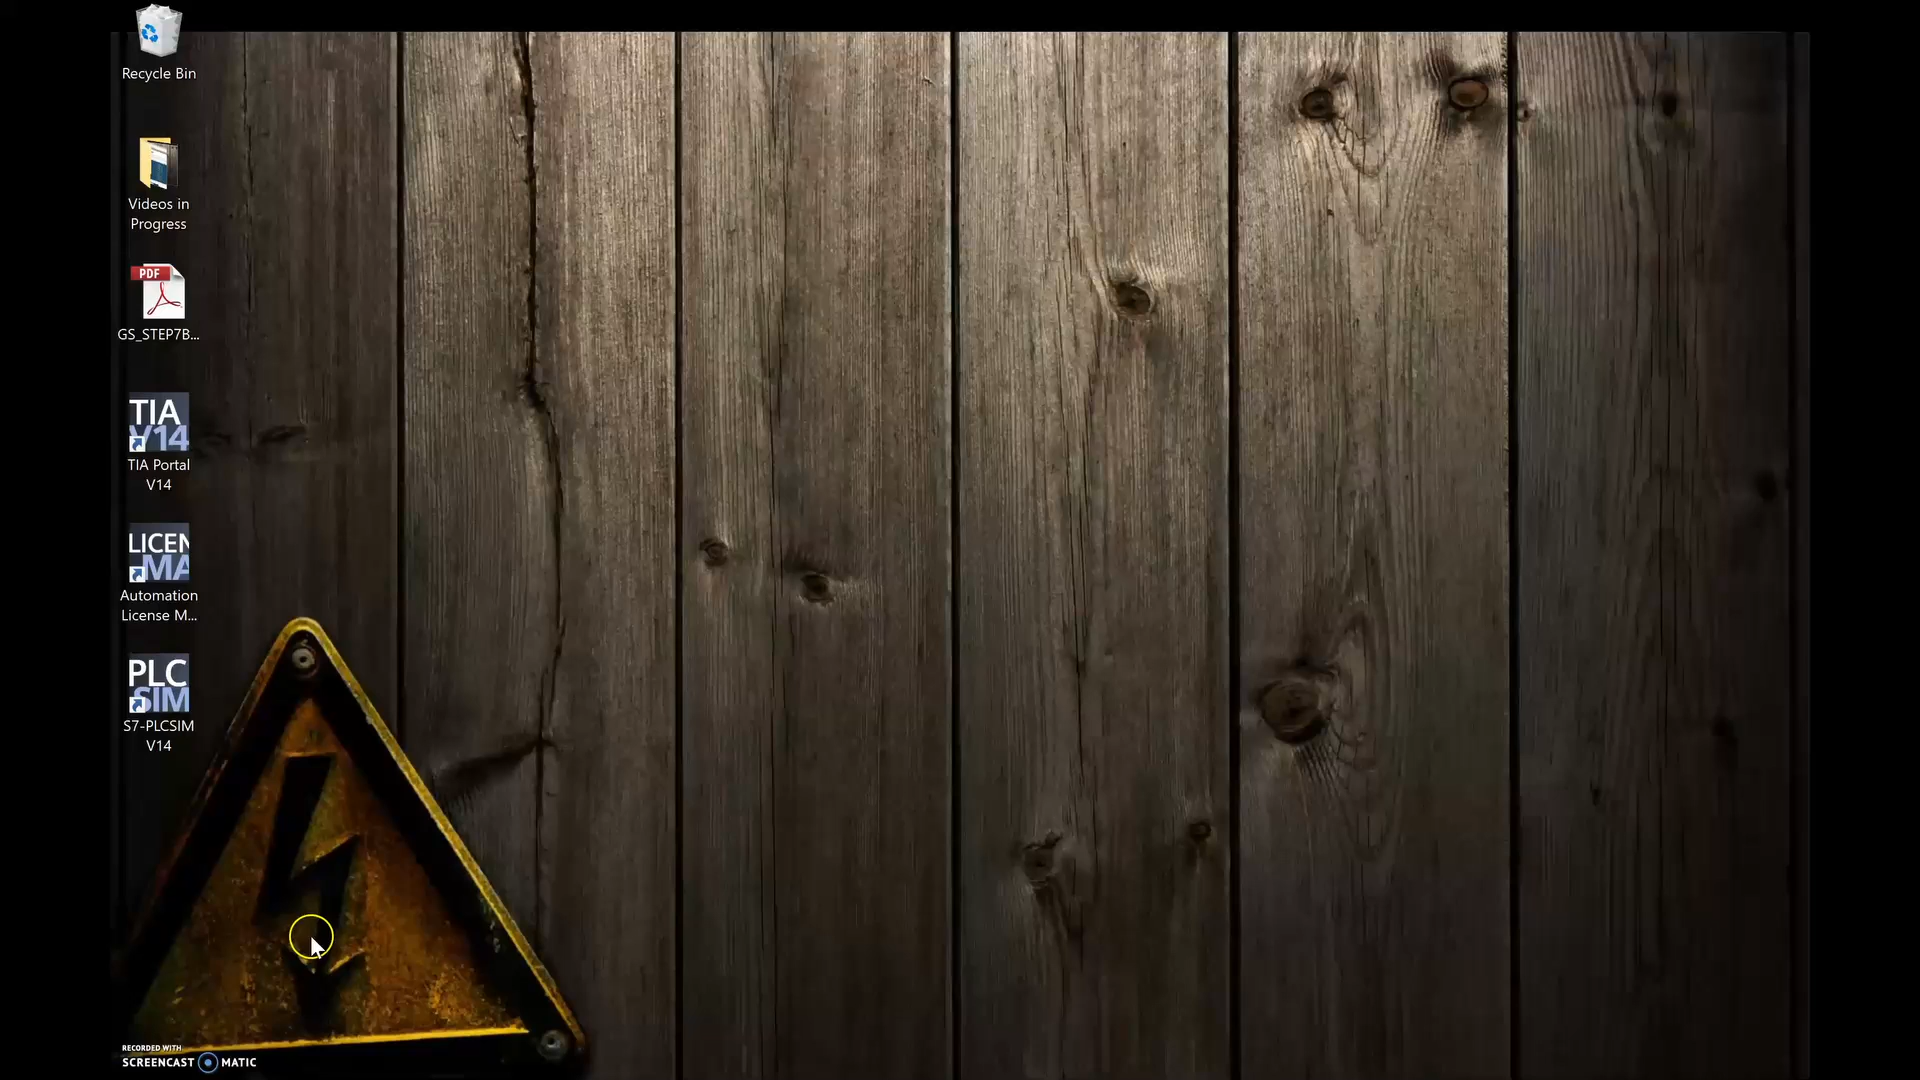 Recycle Bin
Videos in
Progress
PDF
GS_STEP7B...
TIA
V14
TIA Portal
V14
LICEN
MA
Automation
License M...
PLC
SIM
S7-PLCSIM
V14
RECORDED WITH
SCREENCAST MATIC